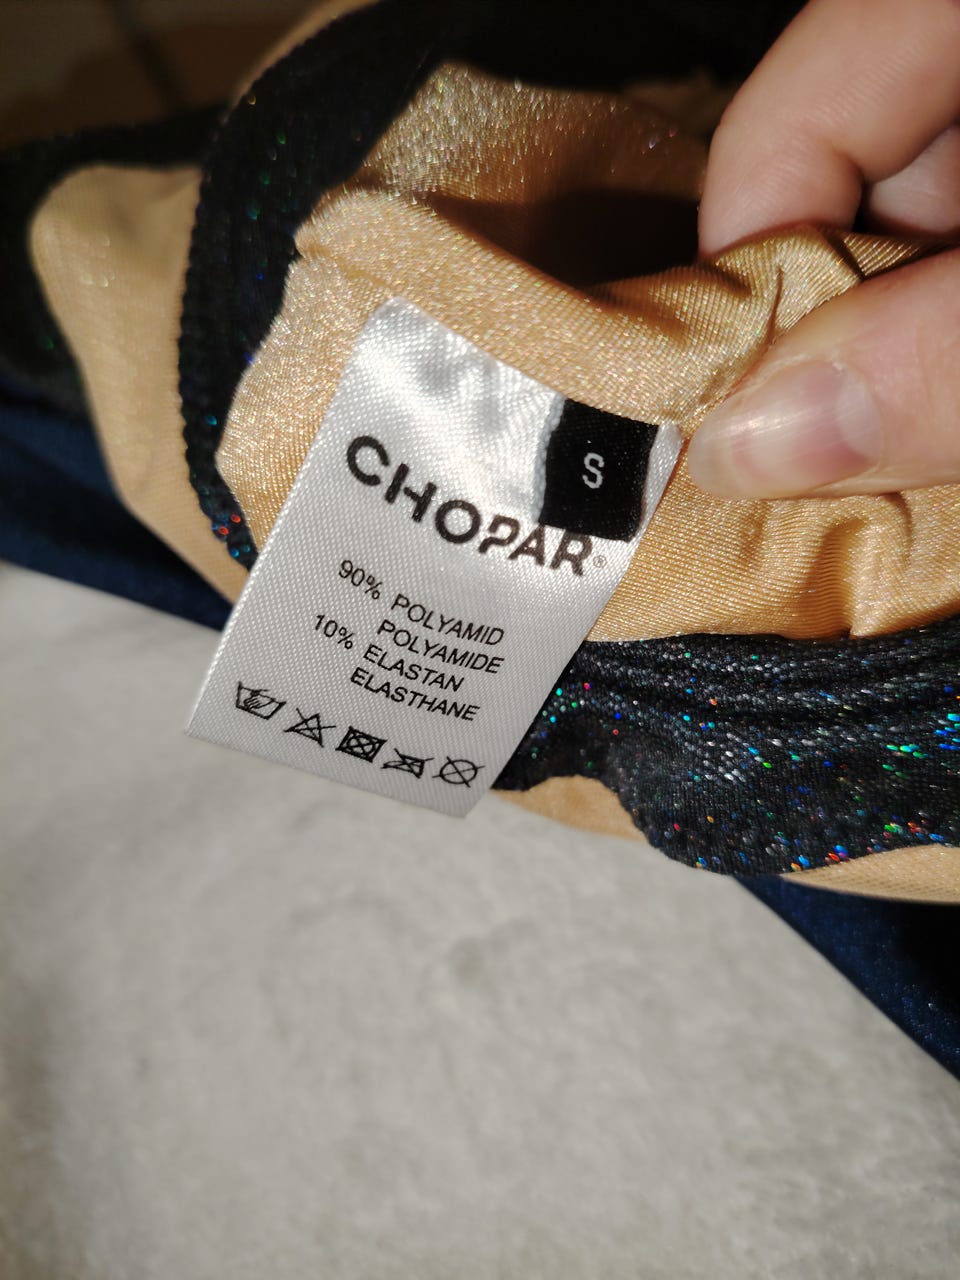 S
CHOPAR®
90% POLYAMID
POLYAMIDE
10% ELASTAN
ELASTHANE